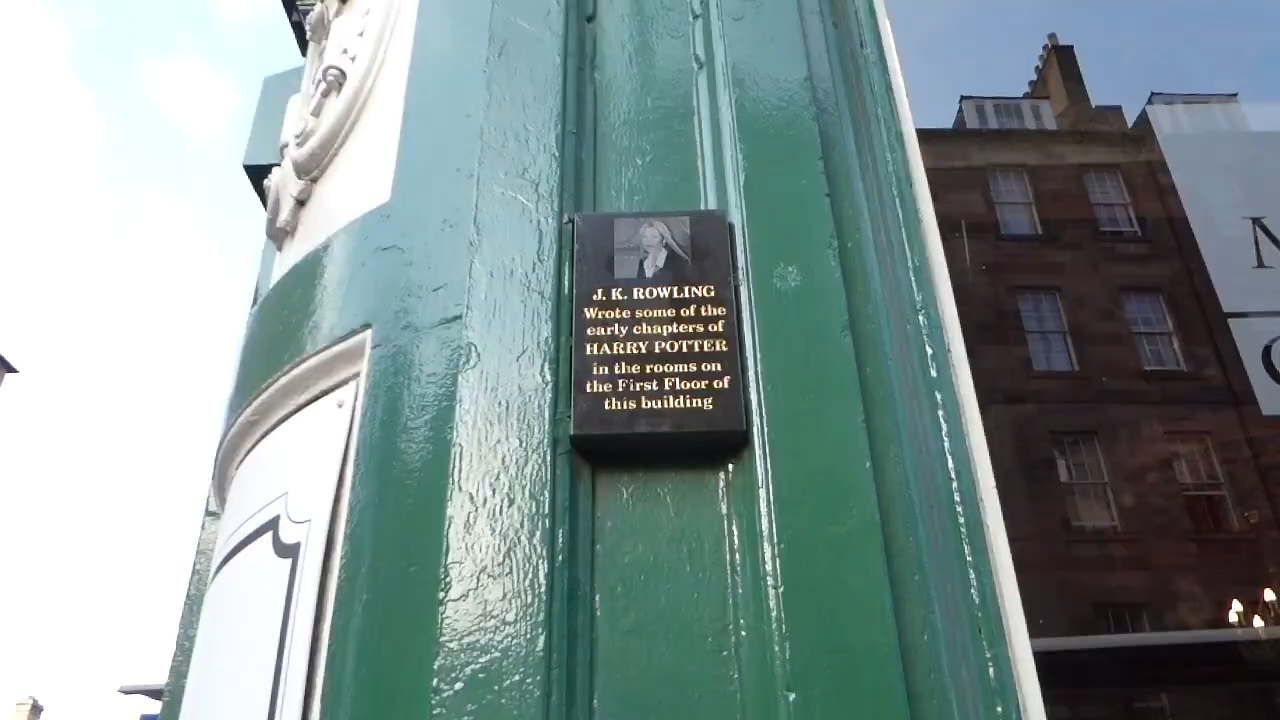 J. K. ROWLING
Wrote some of the
early chapters of
HARRY POTTER
in the rooms on
the First Floor of
this building
N